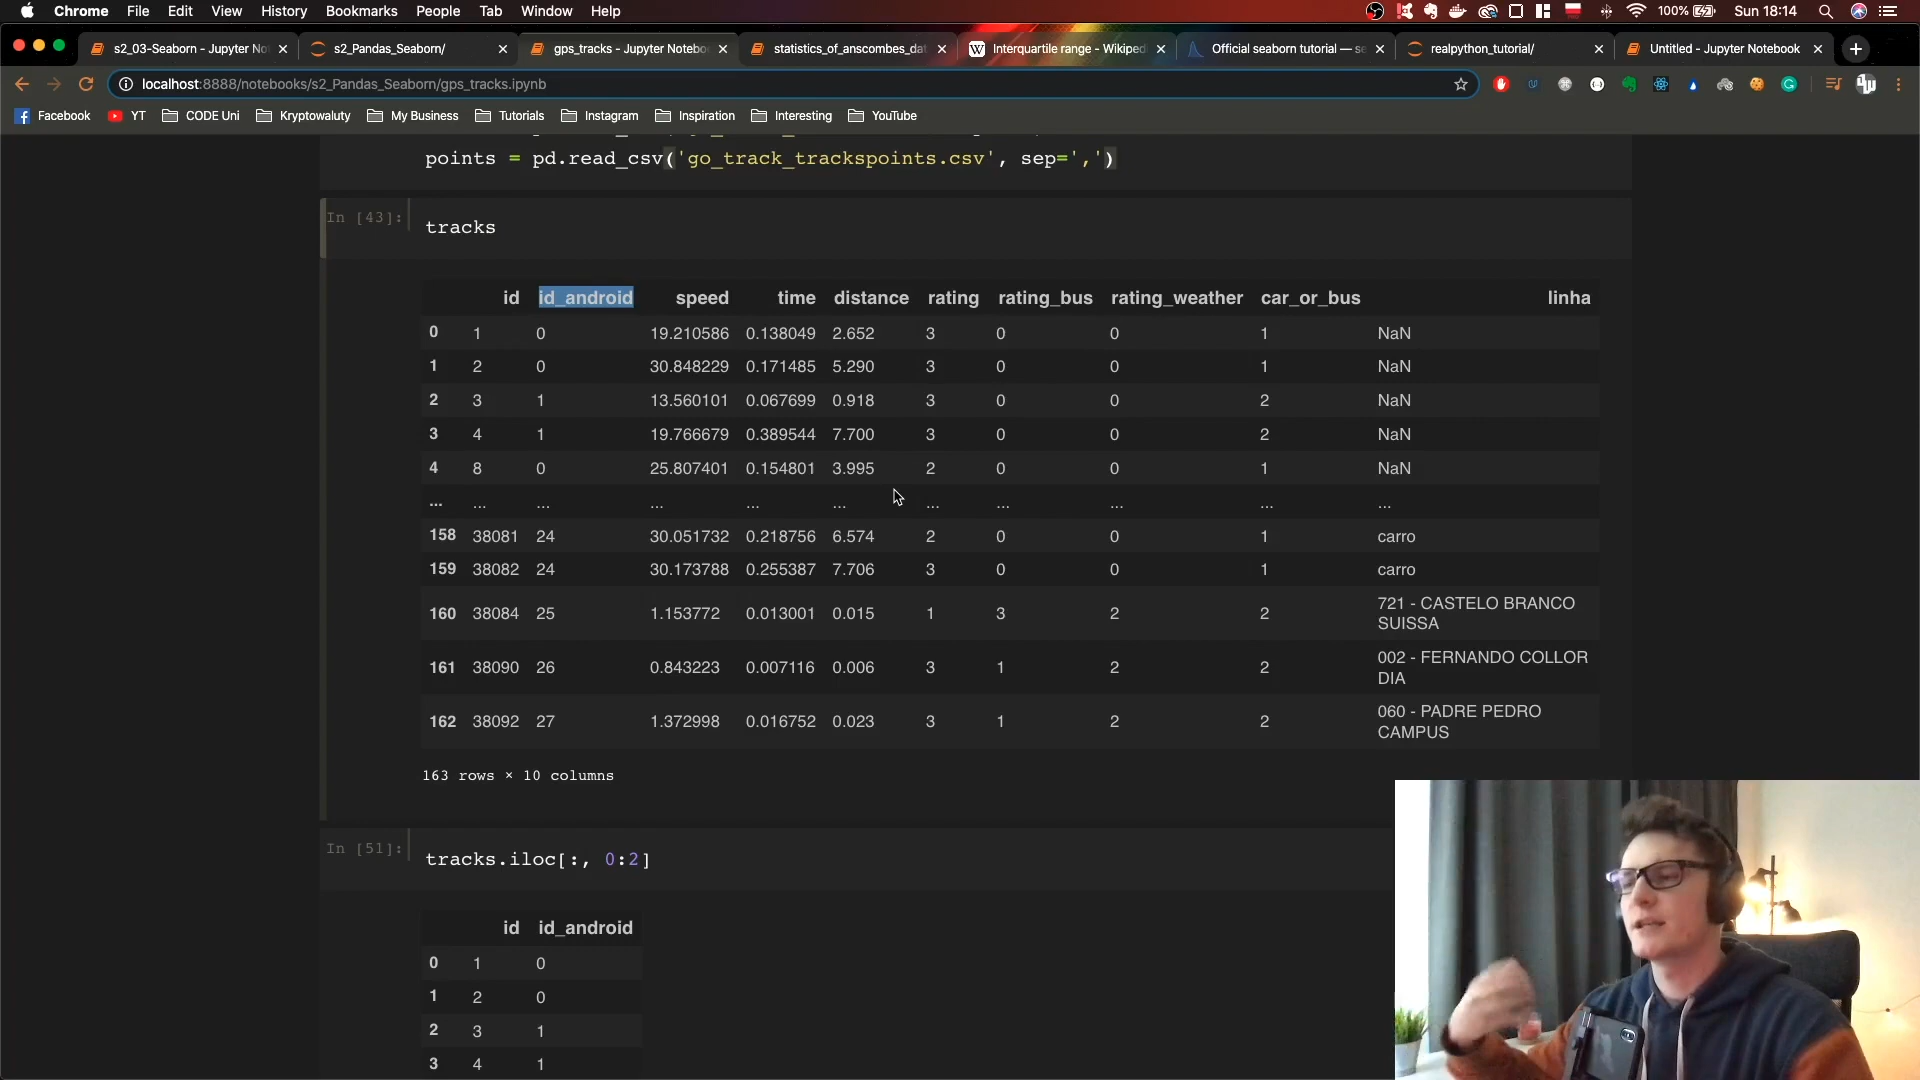 Chrome File Edit View History Bookmarks People Tab Window Help 100% Sun 18:14
s2_03-Seaborn - Jupyter No s2_Pandas_Seaborn/ gps_tracks - Jupyter Notebo statistics_of_anscombes_dat Interquartile range - Wikiped Official seaborn tutorial — se realpython_tutorial/ Untitled - Jupyter Notebook
localhost:8888/notebooks/s2_Pandas_Seaborn/gps_tracks.ipynb
Facebook YT CODE Uni Kryptowaluty My Business Tutorials Instagram Inspiration Interesting YouTube
points = pd.read_csv('go_track_trackspoints.csv', sep=',')
In [43]: tracks
id id_android speed time distance rating rating_bus rating_weather car_or_bus linha
0 1 0 19.210586 0.138049 2.652 3 0 0 1 NaN
1 2 0 30.848229 0.171485 5.290 3 0 0 1 NaN
2 3 1 13.560101 0.067699 0.918 3 0 0 2 NaN
3 4 1 19.766679 0.389544 7.700 3 0 0 2 NaN
4 8 0 25.807401 0.154801 3.995 2 0 0 1 NaN
... ... ... ... ... ... ... ... ... ... ...
158 38081 24 30.051732 0.218756 6.574 2 0 0 1 carro
159 38082 24 30.173788 0.255387 7.706 3 0 0 1 carro
160 38084 25 1.153772 0.013001 0.015 1 3 2 2 721 - CASTELO BRANCO
SUISSA
161 38090 26 0.843223 0.007116 0.006 3 1 2 2 002 - FERNANDO COLLOR
DIA
162 38092 27 1.372998 0.016752 0.023 3 1 2 2 060 - PADRE PEDRO
CAMPUS
163 rows × 10 columns
In [51]: tracks.iloc[:, 0:2]
id id_android
0 1 0
1 2 0
2 3 1
3 4 1